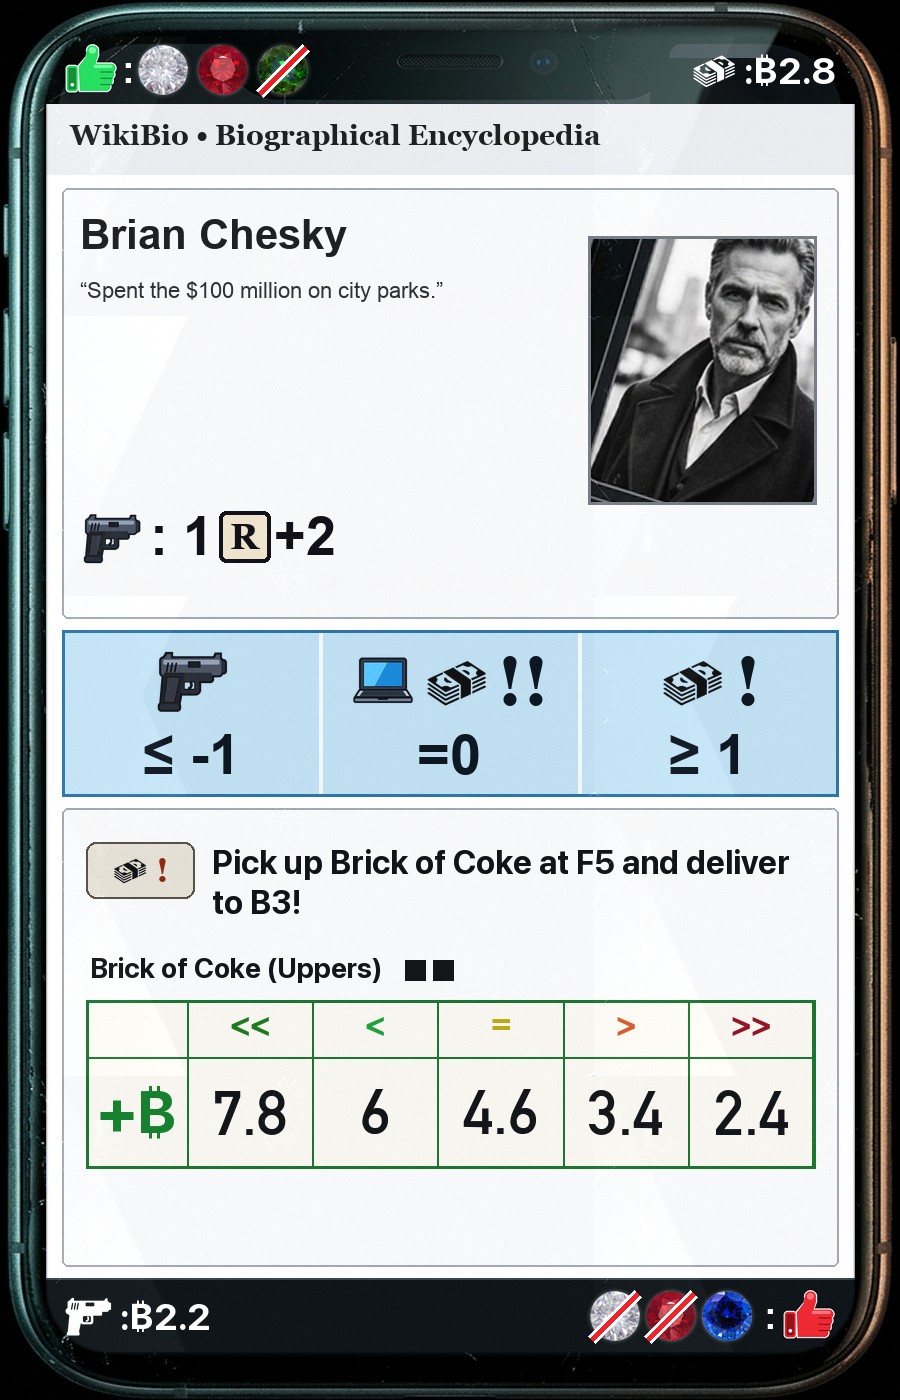 : :฿2.8
WikiBio • Biographical Encyclopedia
Brian Chesky
“Spent the $100 million on city parks.”
: 1 R +2
!! !
≤ -1 =0 ≥ 1
! Pick up Brick of Coke at F5 and deliver
to B3!
Brick of Coke (Uppers) ■■
<< < = > >>
+฿ 7.8 6 4.6 3.4 2.4
:฿2.2 :